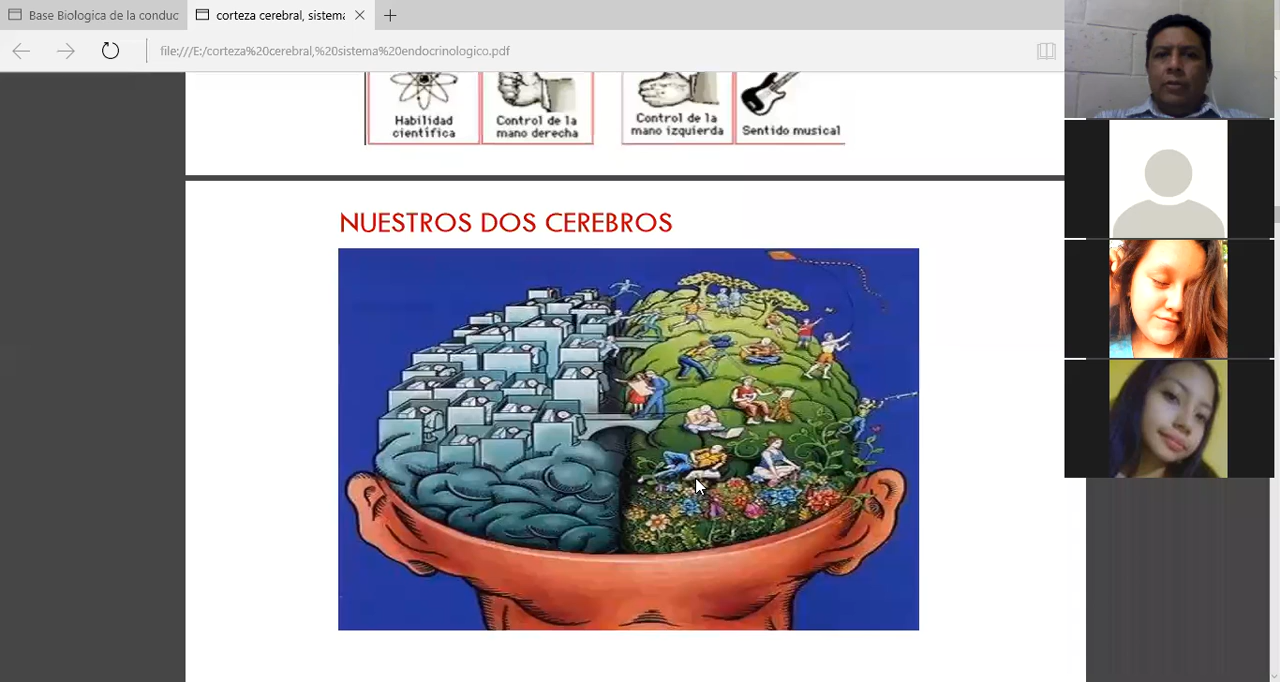 Base Biologica de la conduc
corteza cerebral, sistema
file:///E:/corteza%20cerebral,%20sistema%20endocrinologico.pdf
Habilidad
científica
Control de la
mano derecha
Control de la
mano izquierda
Sentido musical
NUESTROS DOS CEREBROS